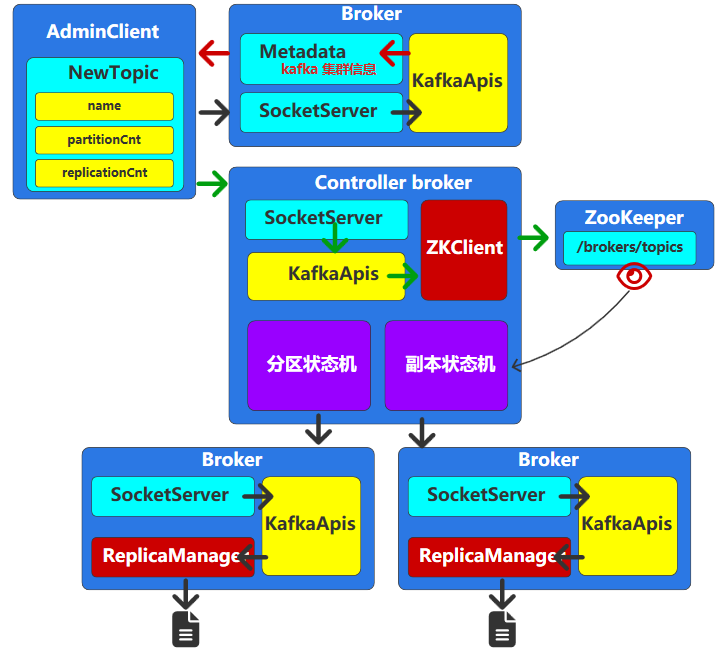 AdminClient
NewTopic
name
partitionCnt
replicationCnt
Broker
Metadata
kafka 集群信息
KafkaApis
SocketServer
Controller broker
SocketServer
KafkaApis
ZKClient
ZooKeeper
/brokers/topics
分区状态机
副本状态机
Broker
SocketServer
KafkaApis
ReplicaManager
Broker
SocketServer
KafkaApis
ReplicaManager